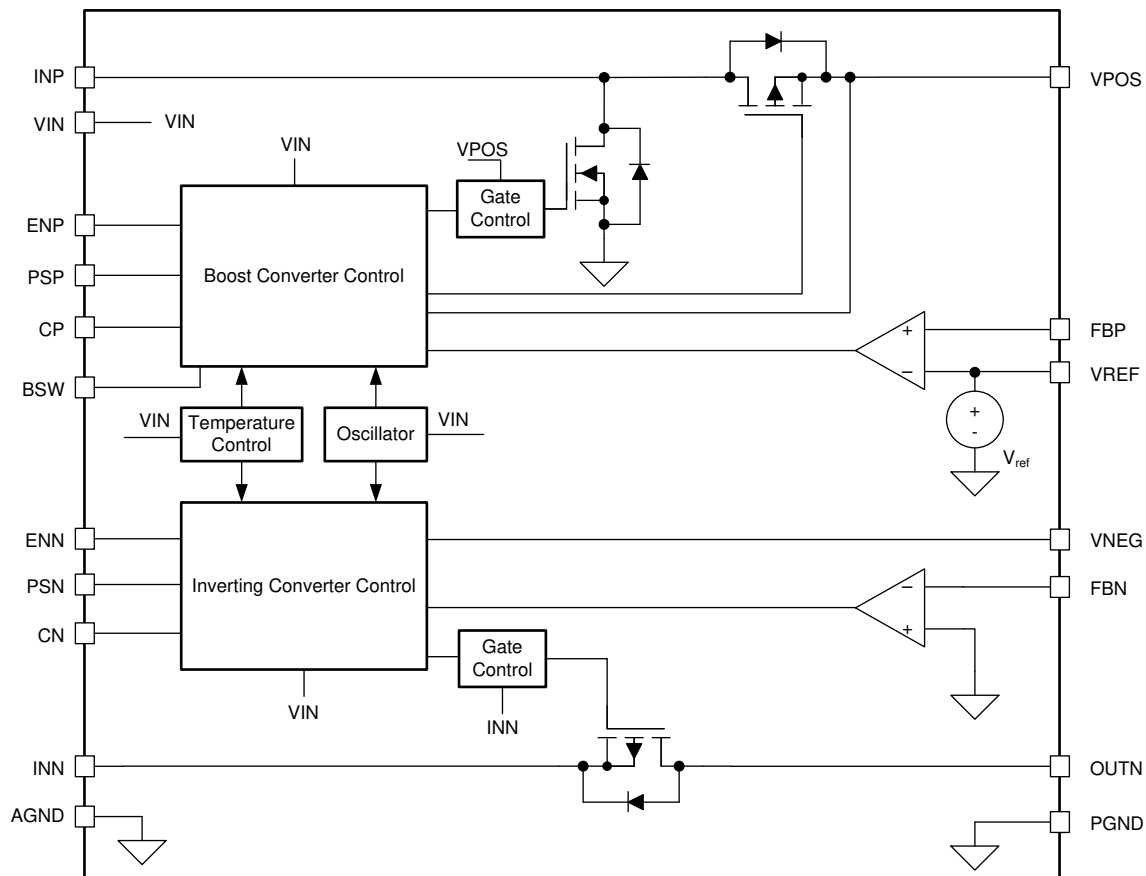 INP
VPOS
VIN
VIN
VIN
VPOS
Gate
Control
ENP
PSP
Boost Converter Control
CP
+
FBP
BSW
−
VREF
VIN
Temperature
Control
Oscillator
VIN
+
-
Vref
ENN
VNEG
PSN
Inverting Converter Control
−
FBN
CN
+
Gate
Control
VIN
INN
INN
OUTN
AGND
PGND